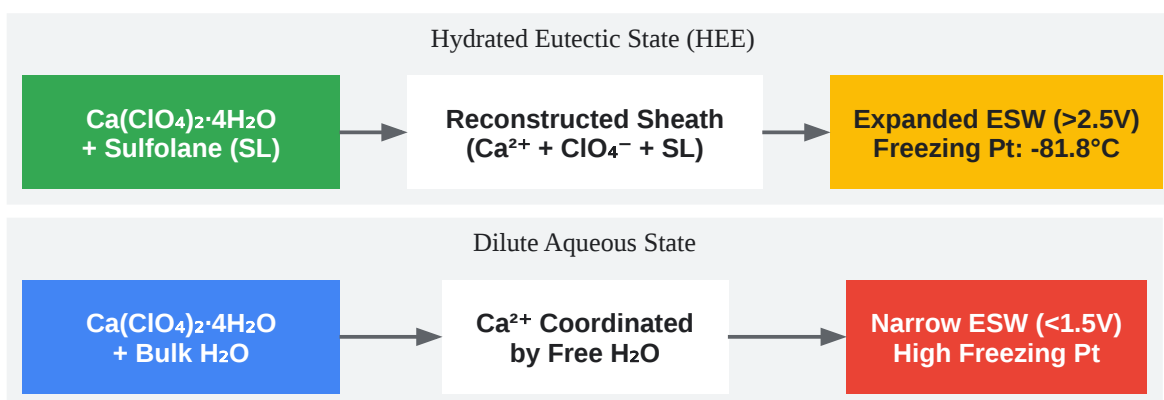 Hydrated Eutectic State (HEE)
Ca(ClO₄)₂·4H₂O
+ Sulfolane (SL)
Reconstructed Sheath
(Ca²⁺ + ClO₄⁻ + SL)
Expanded ESW (>2.5V)
Freezing Pt: -81.8°C
Dilute Aqueous State
Ca(ClO₄)₂·4H₂O
+ Bulk H₂O
Ca²⁺ Coordinated
by Free H₂O
Narrow ESW (<1.5V)
High Freezing Pt